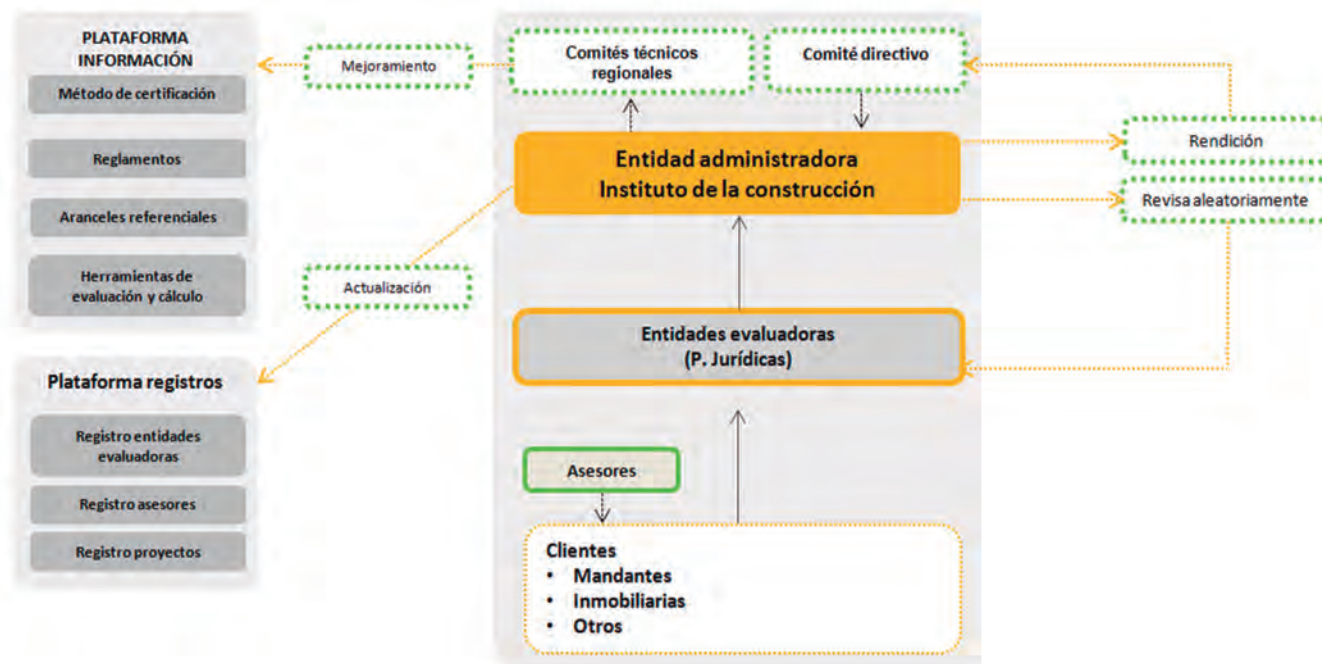 PLATAFORMA
INFORMACIÓN
Método de certificación
Reglamentos
Aranceles referenciales
Herramientas de
evaluación y cálculo
Plataforma registros
Registro entidades
evaluadoras
Registro asesores
Registro proyectos
Mejoramiento
Actualización
Comités técnicos
regionales
Comité directivo
Entidad administradora
Instituto de la construcción
Entidades evaluadoras
(P. Jurídicas)
Asesores
Clientes
• Mandantes
• Inmobiliarias
• Otros
Rendición
Revisa aleatoriamente